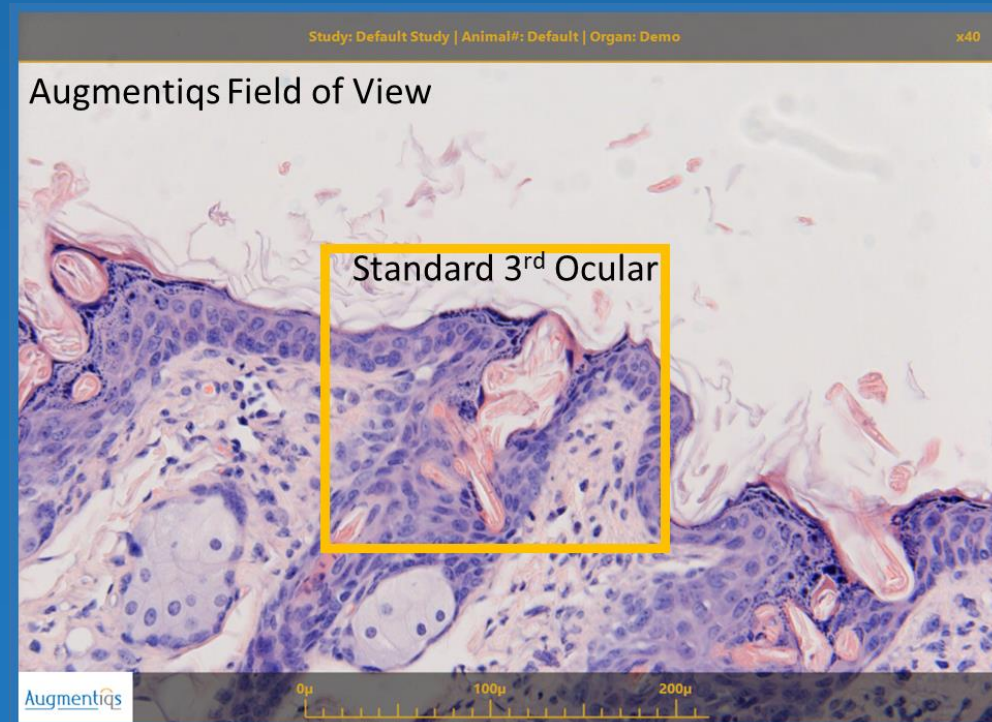 Study: Default Study | Animal#: Default | Organ: Demo x40
Augmentiqs Field of View
Standard 3rd Ocular
Augmentiqs
0µ 100µ 200µ